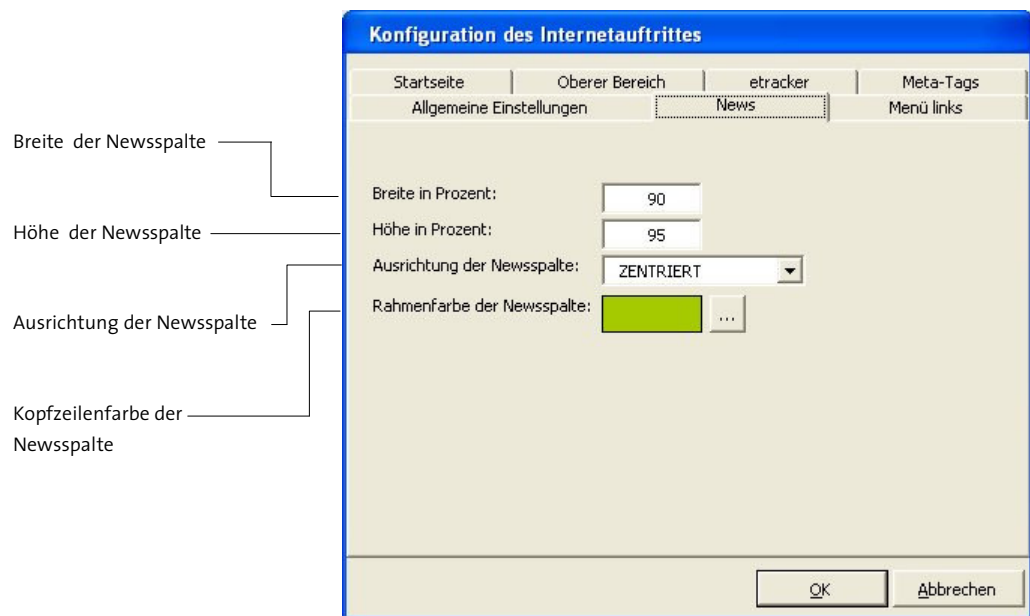 Konfiguration des Internetauftrittes
Startseite
Oberer Bereich
etracker
Meta-Tags
Allgemeine Einstellungen
News
Menü links
Breite der Newsspalte
Höhe der Newsspalte
Ausrichtung der Newsspalte
Kopfzeilenfarbe der
Newsspalte
Breite in Prozent:
90
Höhe in Prozent:
95
Ausrichtung der Newsspalte:
ZENTRIERT
Rahmenfarbe der Newsspalte:
...
OK
Abbrechen